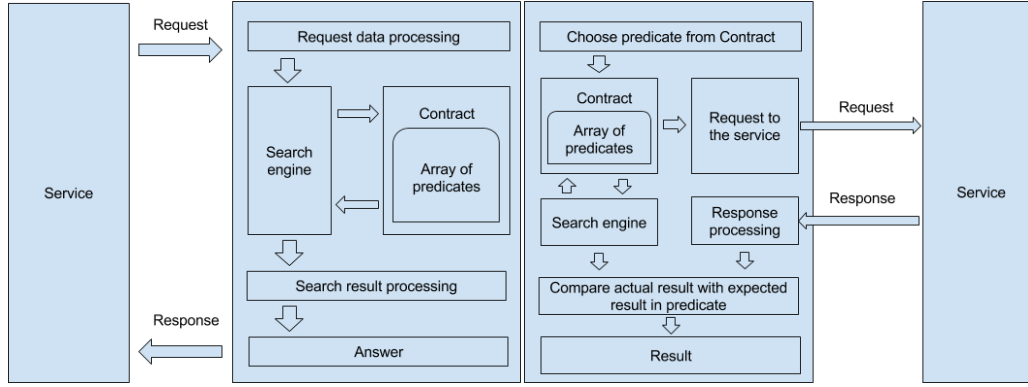 Service
Request
Response
Request data processing
Search
engine
Contract
Array of
predicates
Search result processing
Answer
Choose predicate from Contract
Contract
Array of
predicates
Request to
the service
Search engine
Response
processing
Compare actual result with expected
result in predicate
Result
Request
Response
Service